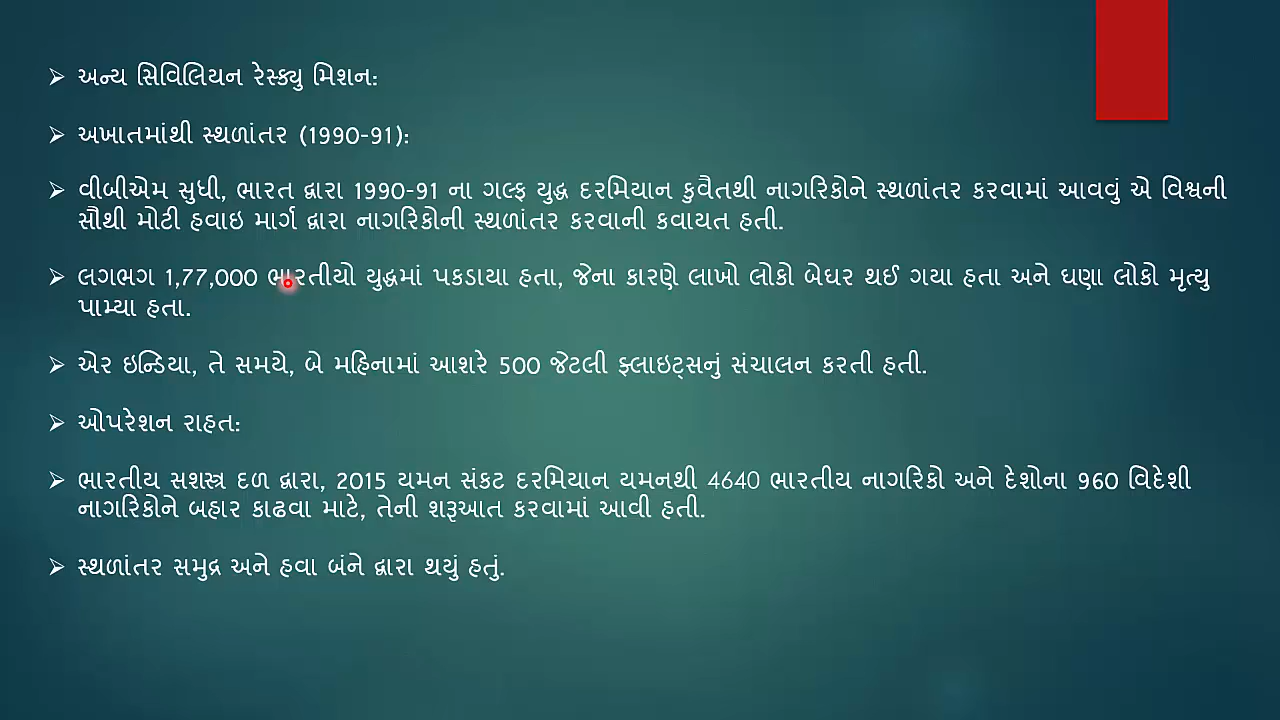 અન્ય સિવિલિયન રેસ્ક્યુ મિશન:
અખાતમાંથી સ્થળાંતર (1990-91):
વીબીએમ સુધી, ભારત દ્વારા 1990-91 ના ગલ્ફ યુદ્ધ દરમિયાન કુવૈતથી નાગરિકોને સ્થળાંતર કરવામાં આવવું એ વિશ્વની
સૌથી મોટી હવાઇ માર્ગ દ્વારા નાગરિકોની સ્થળાંતર કરવાની કવાયત હતી.
લગભગ 1,77,000 ભારતીયો યુદ્ધમાં પકડાયા હતા, જેના કારણે લાખો લોકો બેઘર થઈ ગયા હતા અને ઘણા લોકો મૃત્યુ
પામ્યા હતા.
એર ઇન્ડિયા, તે સમયે, બે મહિનામાં આશરે 500 જેટલી ફ્લાઇટ્સનું સંચાલન કરતી હતી.
ઓપરેશન રાહત:
ભારતીય સશસ્ત્ર દળ દ્વારા, 2015 યમન સંકટ દરમિયાન યમનથી 4640 ભારતીય નાગરિકો અને દેશોના 960 વિદેશી
નાગરિકોને બહાર કાઢવા માટે, તેની શરૂઆત કરવામાં આવી હતી.
સ્થળાંતર સમુદ્ર અને હવા બંને દ્વારા થયું હતું.